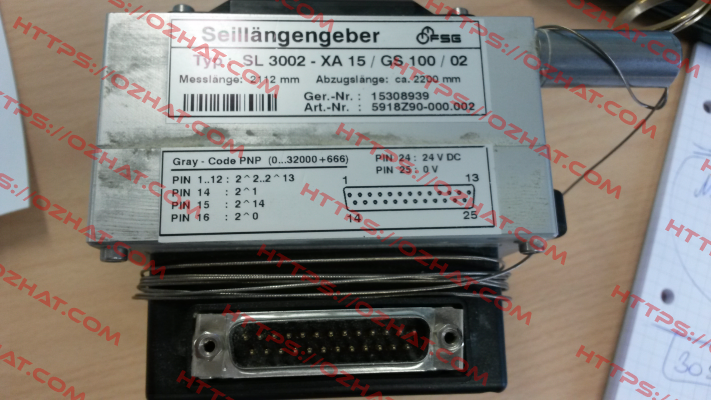 Seillängengeber FSG
Typ : SL 3002 - XA 15 / GS 100 / 02
Messlänge: 2112 mm Abzugslänge: ca. 2200 mm
Ger.-Nr. : 15308939
Art.-Nr. : 5918Z90-000.002
Gray - Code PNP (0...32000+666)
PIN 1..12 : 2^2..2^13
PIN 14 : 2^1
PIN 15 : 2^14
PIN 16 : 2^0
PIN 24 : 24 V DC
PIN 25 : 0 V
1 13
14 25
HTTPS://OZHAT.COM